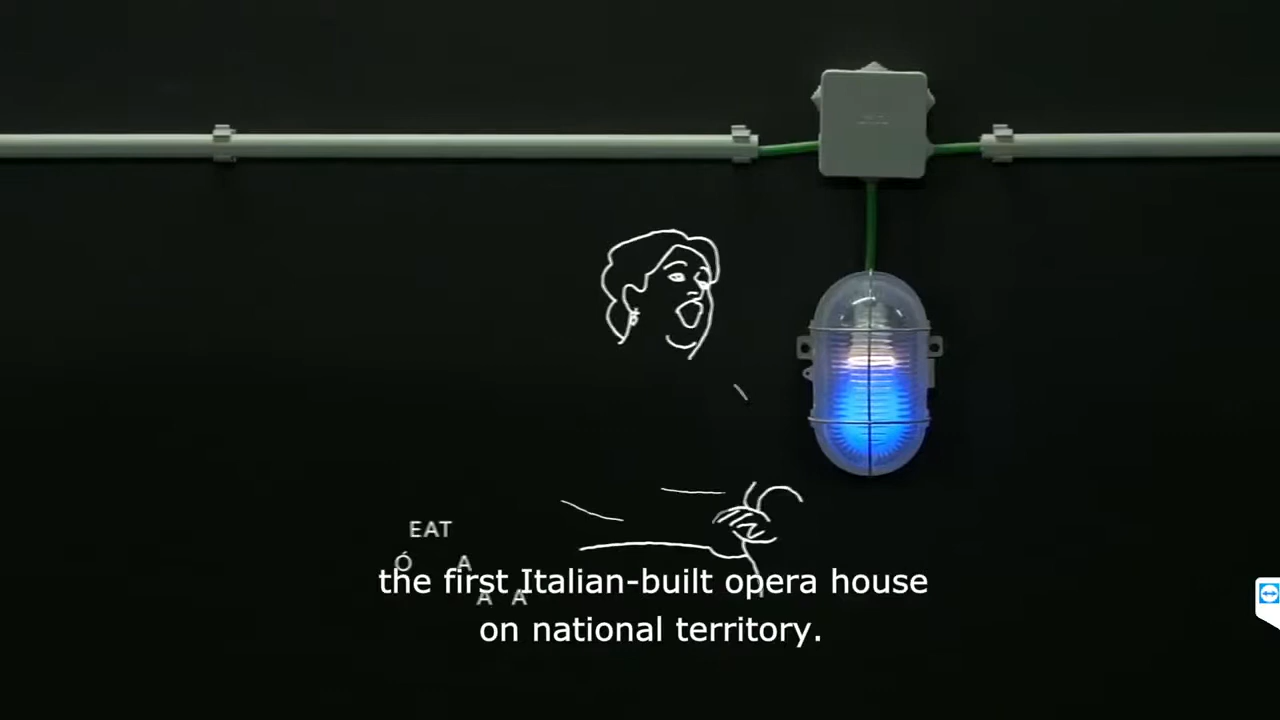 EAT
Ó A
A A
the first Italian-built opera house
on national territory.